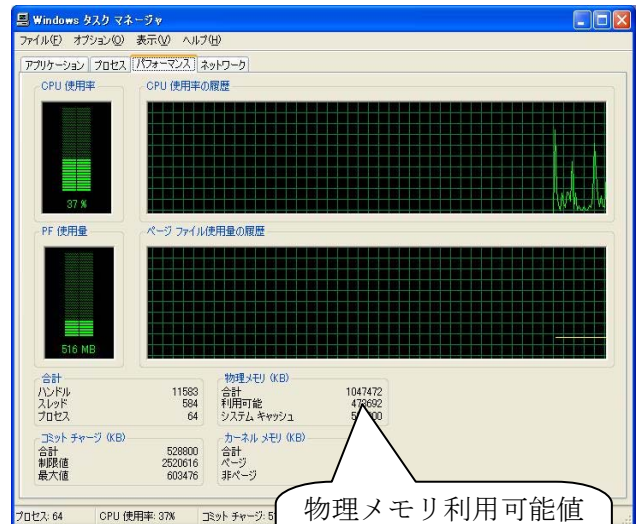 Windows タスク マネージャ
ファイル(F) オプション(O) 表示(V) ヘルプ(H)
アプリケーション プロセス パフォーマンス ネットワーク
CPU 使用率
CPU 使用率の履歴
37 %
PF 使用量
ページ ファイル使用量の履歴
516 MB
合計
ハンドル 11583
スレッド 584
プロセス 64
物理メモリ (KB)
合計 1047472
利用可能
システム キャッシュ
コミット チャージ (KB)
合計 528800
制限値 2520616
最大値 603476
カーネル メモリ (KB)
合計
ページ
非ページ
物理メモリ利用可能値
プロセス: 64 CPU 使用率: 37% コミット チャージ: 5